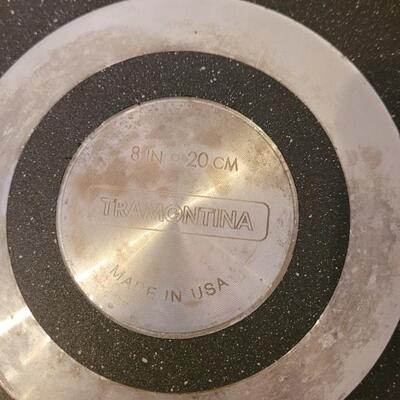 8 IN ○ 20 CM
TRAMONTINA
MADE IN USA